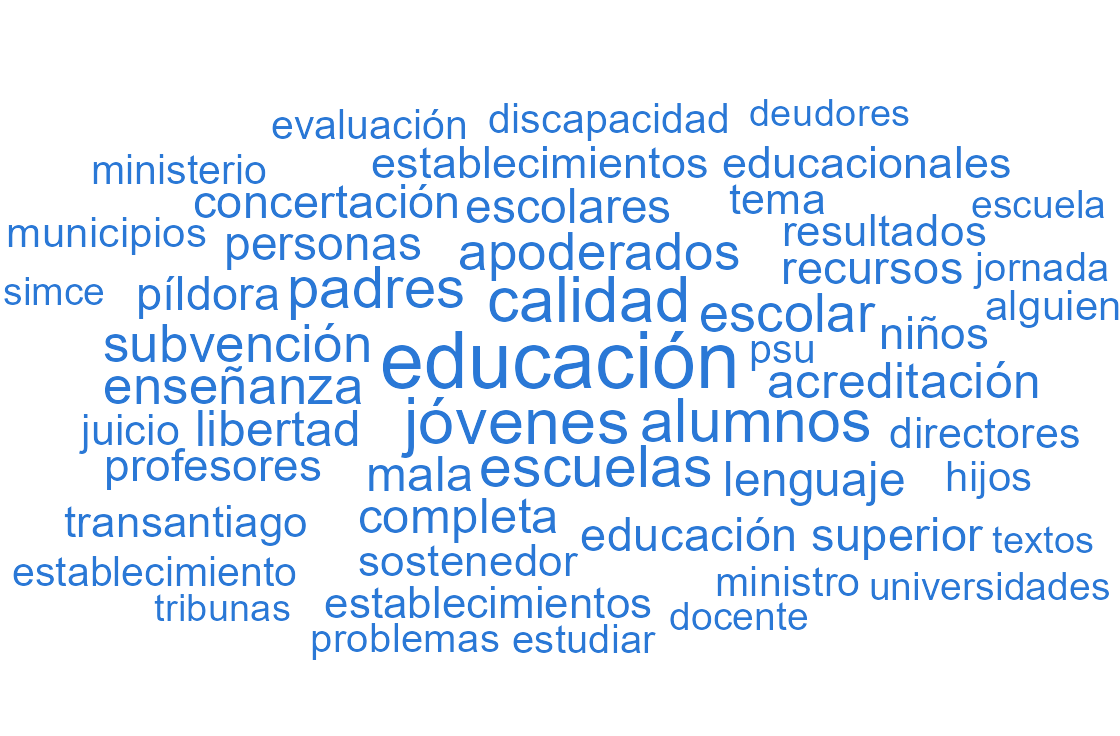 evaluación discapacidad deudores
ministerio establecimientos educacionales
concertación escolares tema escuela
municipios personas apoderados resultados
simce píldora padres calidad recursos jornada
escolar niños alguien
subvención educación psu
enseñanza acreditación
juicio libertad jóvenes alumnos directores
profesores mala escuelas lenguaje hijos
transantiago completa educación superior textos
establecimiento sostenedor ministro universidades
tribunas establecimientos docente
problemas estudiar